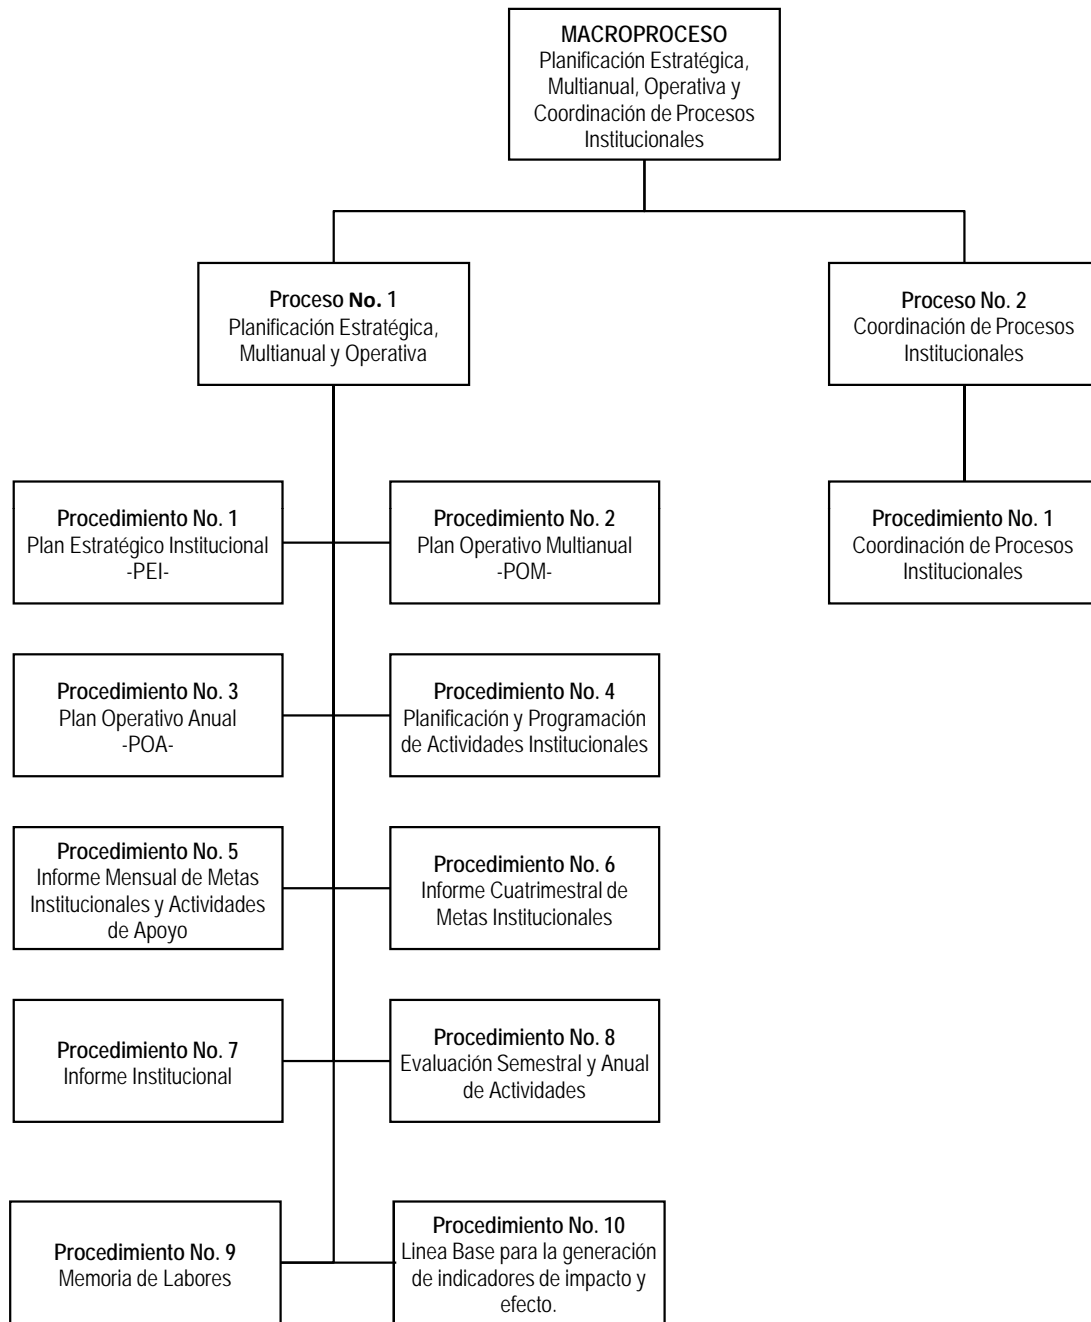 MACROPROCESO
Planificación Estratégica,
Multianual, Operativa y
Coordinación de Procesos
Institucionales
Proceso No. 1
Planificación Estratégica,
Multianual y Operativa
Proceso No. 2
Coordinación de Procesos
Institucionales
Procedimiento No. 1
Plan Estratégico Institucional
-PEI-
Procedimiento No. 2
Plan Operativo Multianual
-POM-
Procedimiento No. 1
Coordinación de Procesos
Institucionales
Procedimiento No. 3
Plan Operativo Anual
-POA-
Procedimiento No. 4
Planificación y Programación
de Actividades Institucionales
Procedimiento No. 5
Informe Mensual de Metas
Institucionales y Actividades
de Apoyo
Procedimiento No. 6
Informe Cuatrimestral de
Metas Institucionales
Procedimiento No. 7
Informe Institucional
Procedimiento No. 8
Evaluación Semestral y Anual
de Actividades
Procedimiento No. 9
Memoria de Labores
Procedimiento No. 10
Linea Base para la generación
de indicadores de impacto y
efecto.